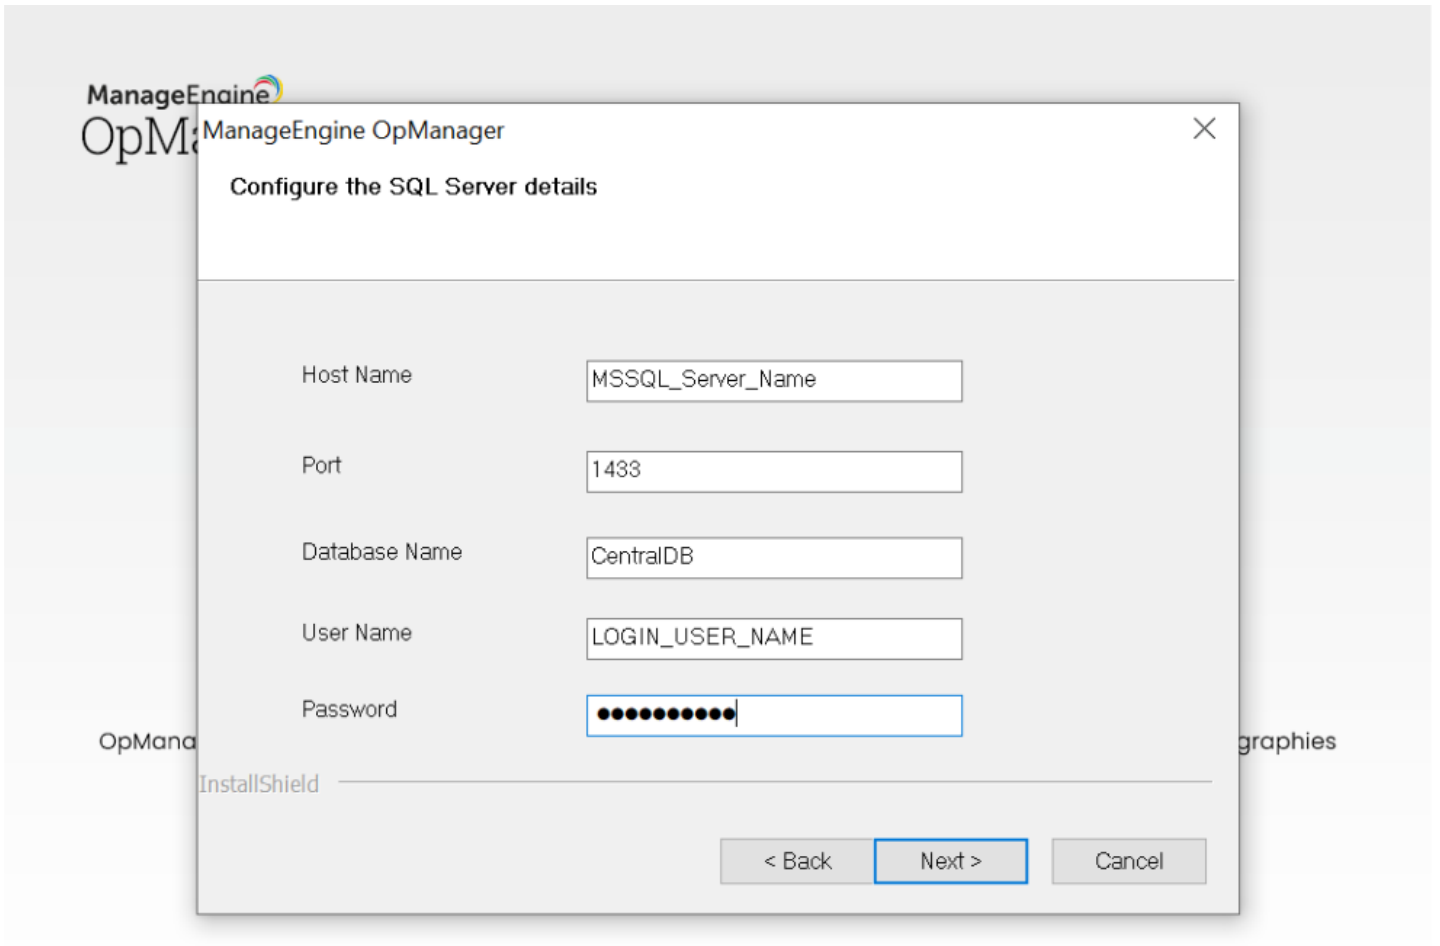 ManageEngine
OpMa
ManageEngine OpManager
Configure the SQL Server details
Host Name
MSSQL_Server_Name
Port
1433
Database Name
CentralDB
User Name
LOGIN_USER_NAME
Password
●●●●●●●●●●
OpMana
graphies
InstallShield
< Back
Next >
Cancel